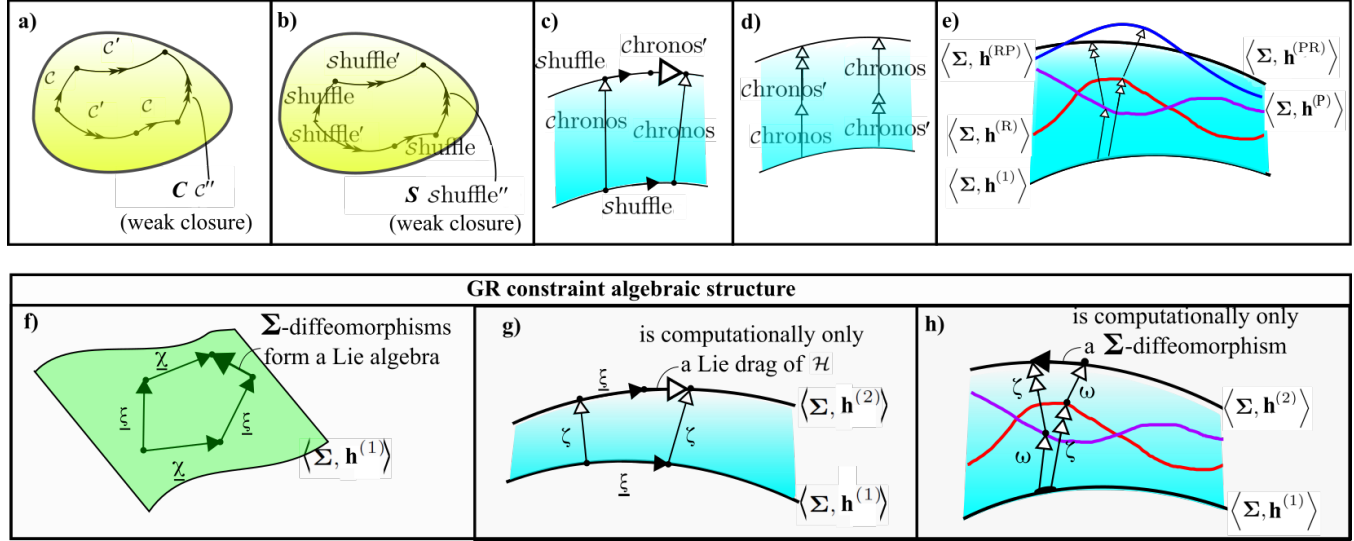 a)
c'
c
c'
c
C c''
(weak closure)
b)
shuffle'
shuffle
shuffle'
shuffle
S shuffle''
(weak closure)
c)
chronos'
shuffle
chronos
chronos
shuffle
d)
chronos
chronos'
chronos
chronos'
e)
⟨Σ, h(RP)⟩
⟨Σ, h(PR)⟩
⟨Σ, h(P)⟩
⟨Σ, h(R)⟩
⟨Σ, h(1)⟩
GR constraint algebraic structure
f)
Σ-diffeomorphisms
form a Lie algebra
χ
ξ
ξ
χ
⟨Σ, h(1)⟩
g)
is computationally only
a Lie drag of ℋ
ξ
⟨Σ, h(2)⟩
ζ
ζ
ξ
⟨Σ, h(1)⟩
h)
is computationally only
a Σ-diffeomorphism
ζ
ω
⟨Σ, h(2)⟩
ω
ζ
⟨Σ, h(1)⟩